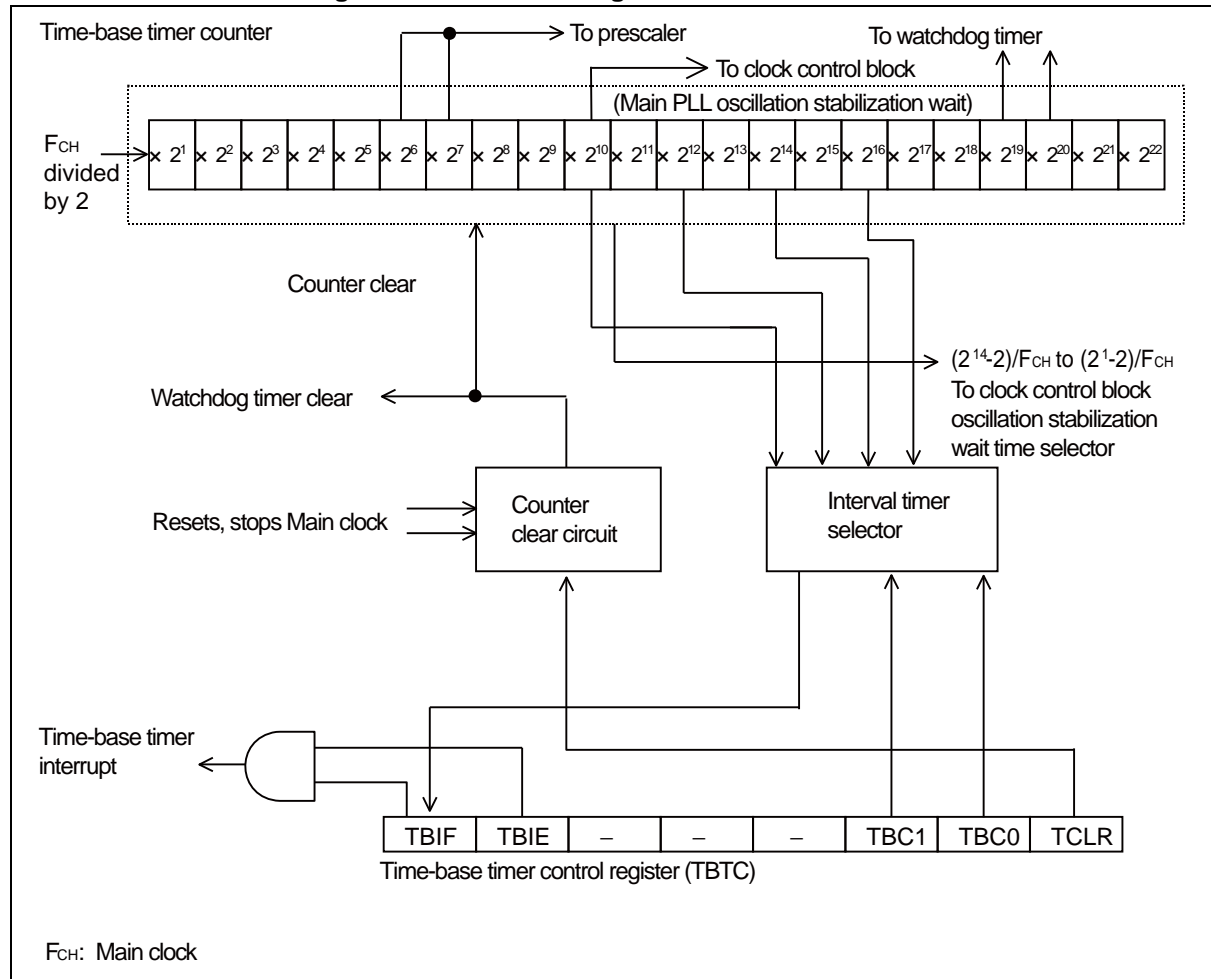 Time-base timer counter
To prescaler
To watchdog timer
To clock control block
(Main PLL oscillation stabilization wait)
FCH
divided
by 2
× 2¹ × 2² × 2³ × 2⁴ × 2⁵ × 2⁶ × 2⁷ × 2⁸ × 2⁹ × 2¹⁰ × 2¹¹ × 2¹² × 2¹³ × 2¹⁴ × 2¹⁵ × 2¹⁶ × 2¹⁷ × 2¹⁸ × 2¹⁹ × 2²⁰ × 2²¹ × 2²²
Counter clear
(2¹⁴-2)/FCH to (2¹-2)/FCH
To clock control block
oscillation stabilization
wait time selector
Watchdog timer clear
Resets, stops Main clock
Counter
clear circuit
Interval timer
selector
Time-base timer
interrupt
TBIF TBIE – – – TBC1 TBC0 TCLR
Time-base timer control register (TBTC)
FCH: Main clock